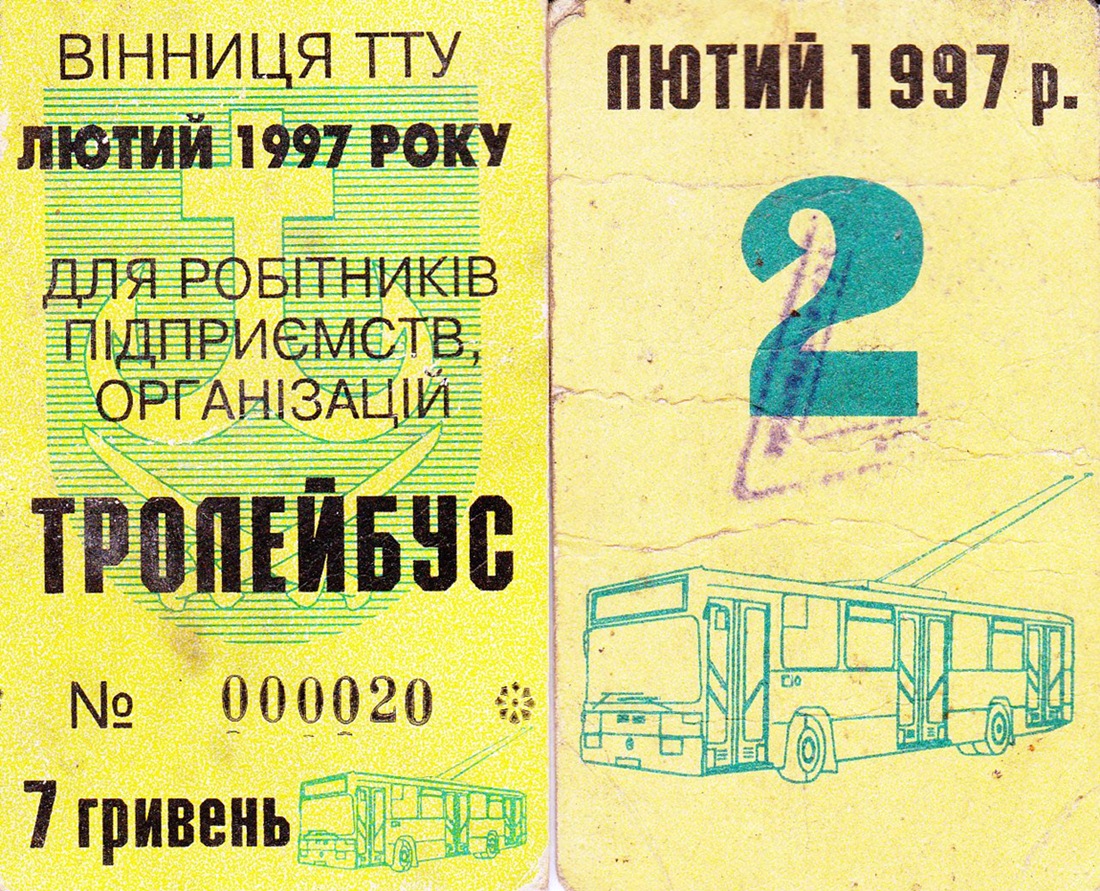 ВІННИЦЯ ТТУ
ЛЮТИЙ 1997 РОКУ
ДЛЯ РОБІТНИКІВ
ПІДПРИЄМСТВ,
ОРГАНІЗАЦІЙ
ТРОЛЕЙБУС
№ 000020
7 гривень
ЛЮТИЙ 1997 р.
2